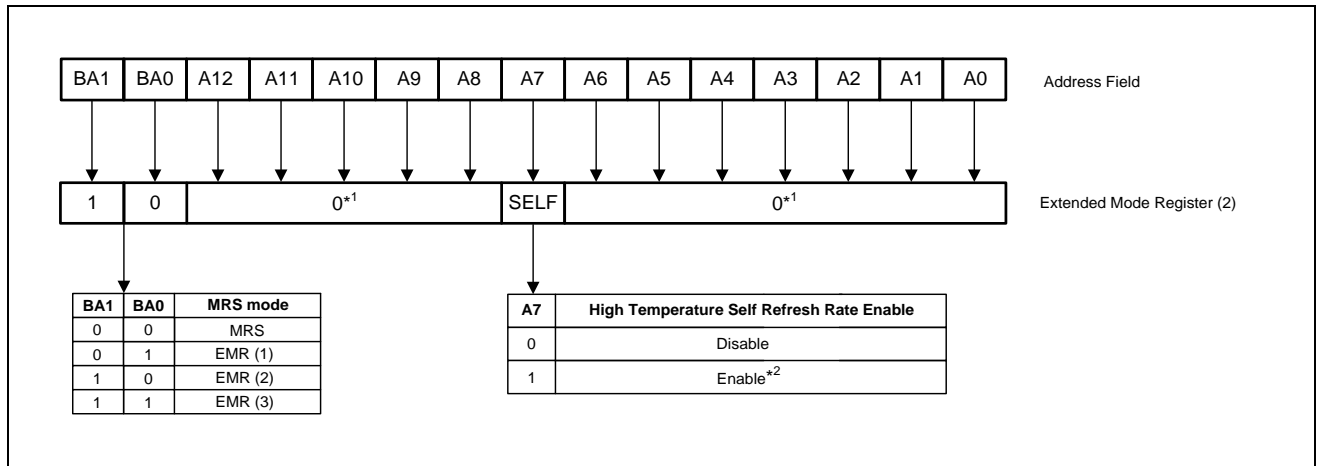 BA1 BA0 A12 A11 A10 A9 A8 A7 A6 A5 A4 A3 A2 A1 A0 Address Field
1 0 0*1 SELF 0*1 Extended Mode Register (2)
BA1 BA0 MRS mode
0 0 MRS
0 1 EMR (1)
1 0 EMR (2)
1 1 EMR (3)
A7 High Temperature Self Refresh Rate Enable
0 Disable
1 Enable*2